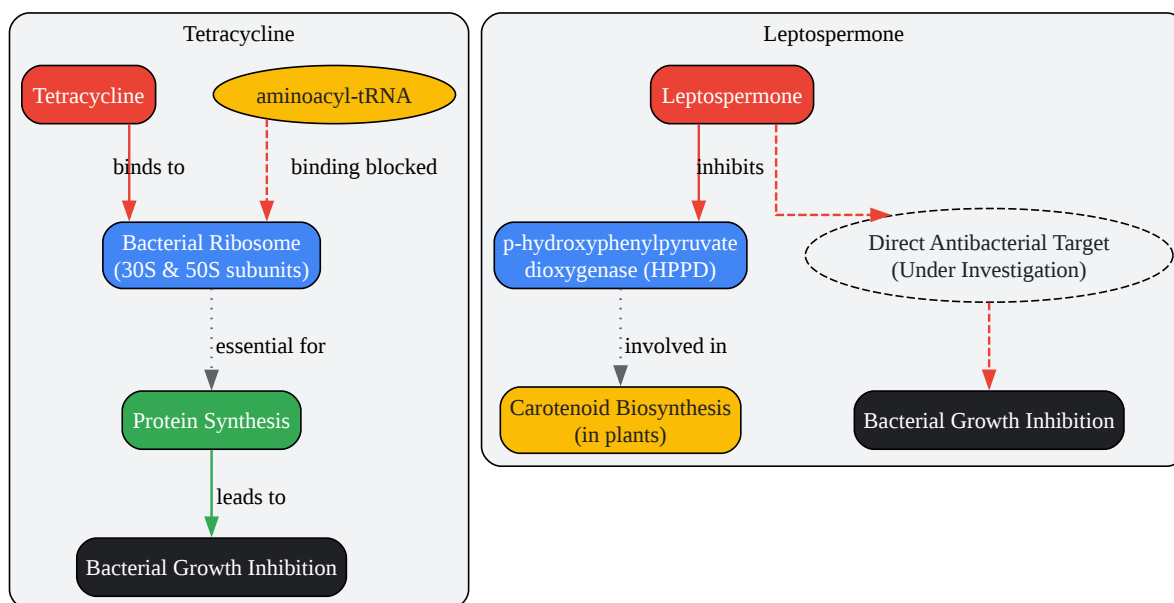 Tetracycline
Tetracycline
aminoacyl-tRNA
binds to
binding blocked
Bacterial Ribosome
(30S & 50S subunits)
essential for
Protein Synthesis
leads to
Bacterial Growth Inhibition
Leptospermone
Leptospermone
inhibits
p-hydroxyphenylpyruvate
dioxygenase (HPPD)
Direct Antibacterial Target
(Under Investigation)
involved in
Carotenoid Biosynthesis
(in plants)
Bacterial Growth Inhibition